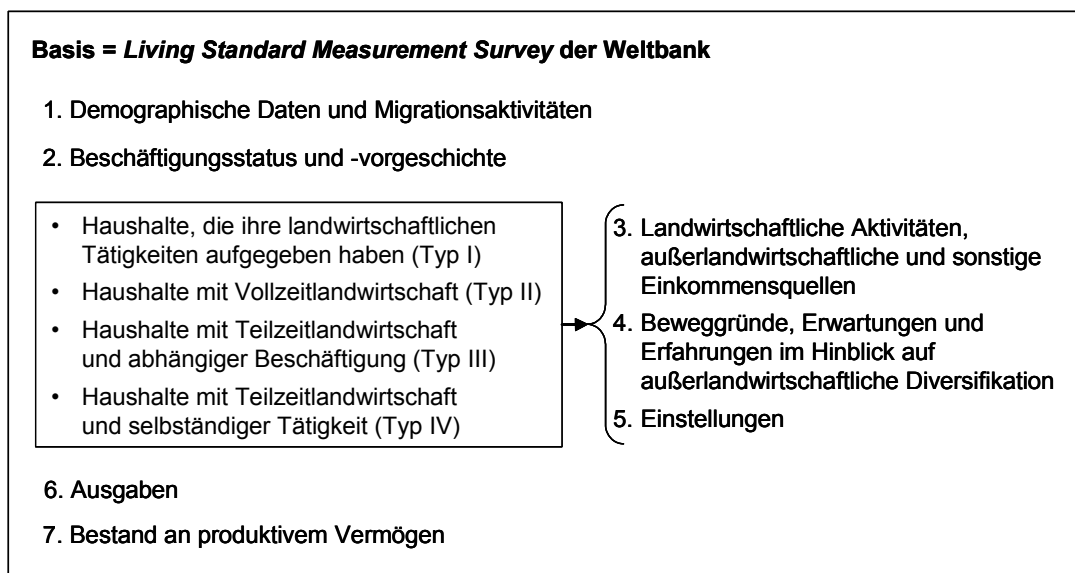 Basis = Living Standard Measurement Survey der Weltbank
1. Demographische Daten und Migrationsaktivitäten
2. Beschäftigungsstatus und -vorgeschichte
• Haushalte, die ihre landwirtschaftlichen
Tätigkeiten aufgegeben haben (Typ I)
• Haushalte mit Vollzeitlandwirtschaft (Typ II)
• Haushalte mit Teilzeitlandwirtschaft
und abhängiger Beschäftigung (Typ III)
• Haushalte mit Teilzeitlandwirtschaft
und selbständiger Tätigkeit (Typ IV)
3. Landwirtschaftliche Aktivitäten,
außerlandwirtschaftliche und sonstige
Einkommensquellen
4. Beweggründe, Erwartungen und
Erfahrungen im Hinblick auf
außerlandwirtschaftliche Diversifikation
5. Einstellungen
6. Ausgaben
7. Bestand an produktivem Vermögen